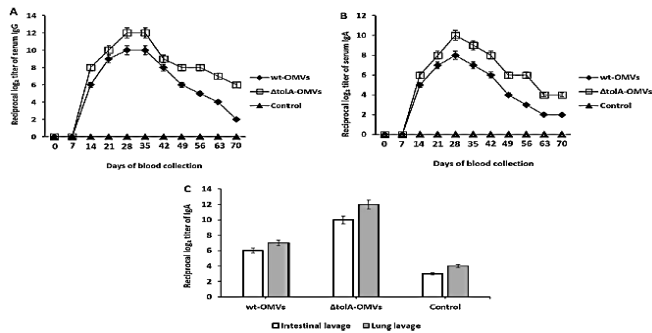 A
Reciprocal log₂ titer of serum IgG
14
12
10
8
6
4
2
0
0 7 14 21 28 35 42 49 56 63 70
Days of blood collection
wt-OMVs
ΔtolA-OMVs
Control
B
Reciprocal log₂ titer of serum IgA
12
10
8
6
4
2
0
0 7 14 21 28 35 42 49 56 63 70
Days of blood collection
wt-OMVs
ΔtolA-OMVs
Control
C
Reciprocal log₂ titer of IgA
14
12
10
8
6
4
2
0
wt-OMVs ΔtolA-OMVs Control
Intestinal lavage Lung lavage